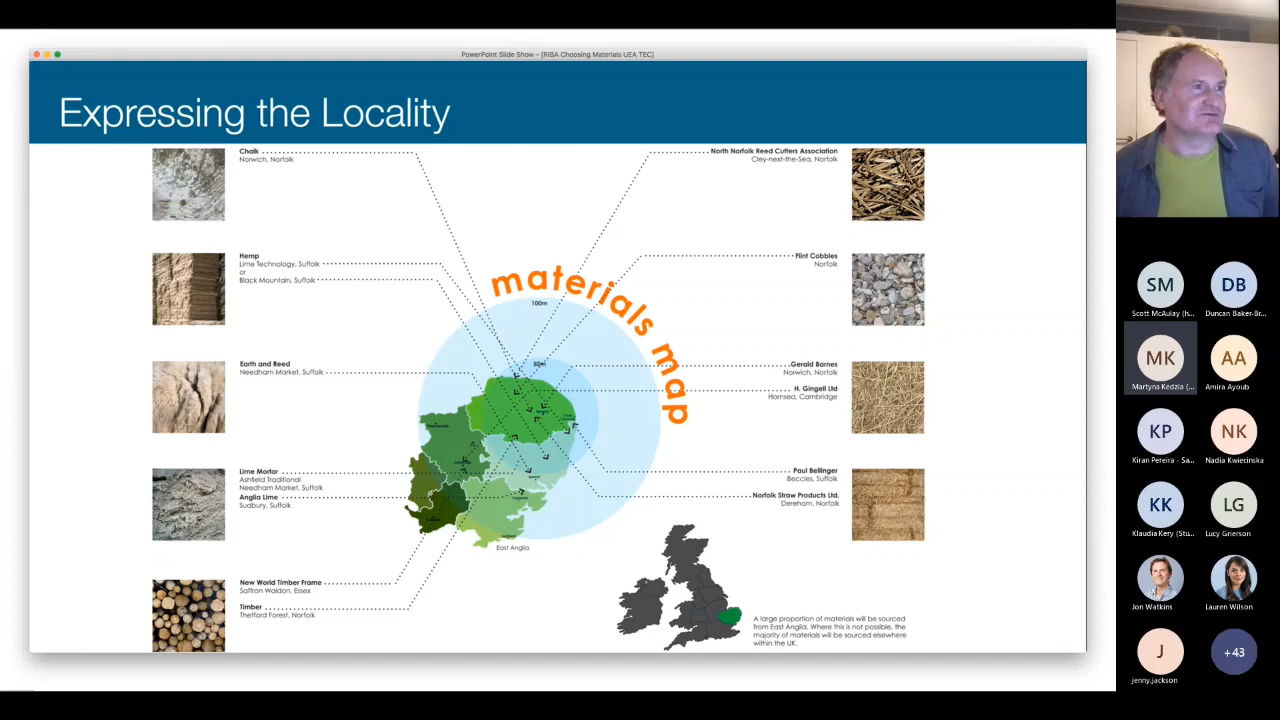 PowerPoint Slide Show – [RIBA Choosing Materials UEA TEC]
Expressing the Locality
Chalk
Norwich, Norfolk
Hemp
Lime Technology, Suffolk
or
Black Mountain, Suffolk
Earth and Reed
Needham Market, Suffolk
Lime Mortar
Ashfield Traditional
Needham Market, Suffolk
Anglia Lime
Sudbury, Suffolk
New World Timber Frame
Saffron Waldon, Essex
Timber
Thetford Forest, Norfolk
materials map
100m
50m
East Anglia
North Norfolk Reed Cutters Association
Cley-next-the-Sea, Norfolk
Flint Cobbles
Norfolk
Gerald Barnes
Norwich, Norfolk
H. Gingell Ltd
Hornsea, Cambridge
Paul Bellinger
Beccles, Suffolk
Norfolk Straw Products Ltd.
Dereham, Norfolk
A large proportion of materials will be sourced
from East Anglia. Where this is not possible, the
majority of materials will be sourced elsewhere
within the UK.
SM
Scott McAulay (h...
DB
Duncan Baker-Br...
MK
Martyna Kedzia (...
AA
Amira Ayoub
KP
Kiran Pereira - Sa...
NK
Nadia Kwiecinska
KK
Klaudia Kery (Stu...
LG
Lucy Grierson
Jon Watkins
Lauren Wilson
J
jenny.jackson
+43